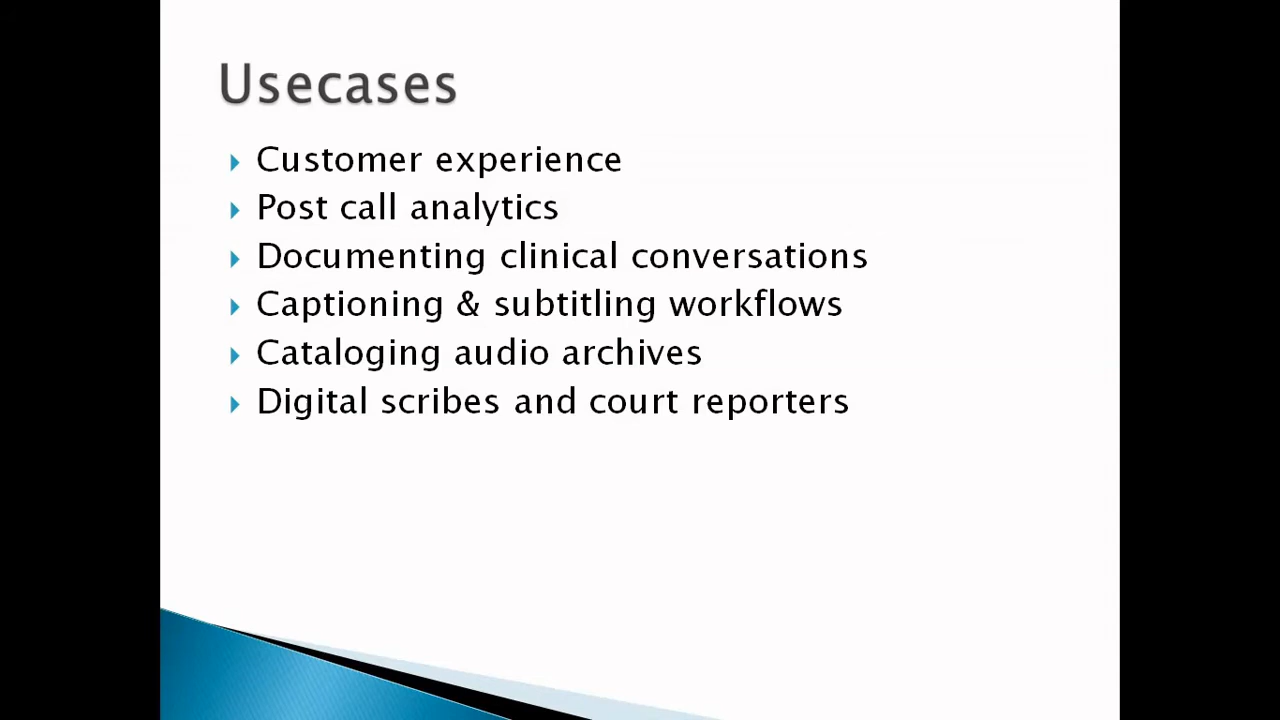 Usecases
Customer experience
Post call analytics
Documenting clinical conversations
Captioning & subtitling workflows
Cataloging audio archives
Digital scribes and court reporters